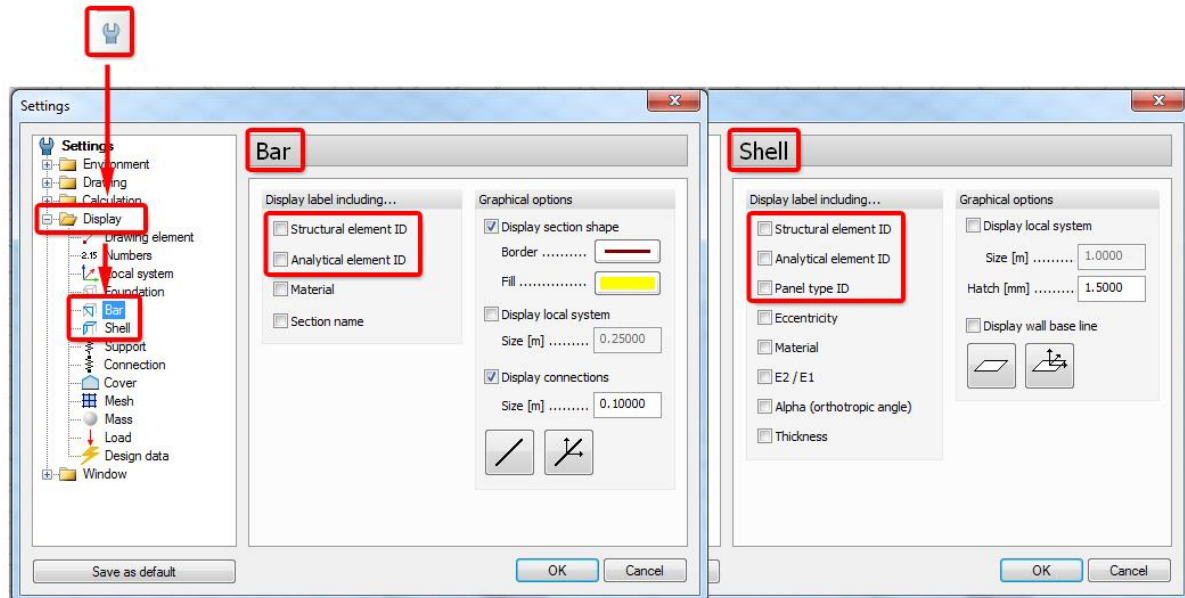 Settings
Settings
Environment
Drawing
Calculation
Display
Drawing element
2.15 Numbers
Local system
Foundation
Bar
Shell
Support
Connection
Cover
Mesh
Mass
Load
Design data
Window
Save as default
Bar
Display label including...
Structural element ID
Analytical element ID
Material
Section name
Graphical options
Display section shape
Border ..........
Fill ...............
Display local system
Size [m] ......... 0.25000
Display connections
Size [m] ......... 0.10000
OK
Cancel
Shell
Display label including...
Structural element ID
Analytical element ID
Panel type ID
Eccentricity
Material
E2 / E1
Alpha (orthotropic angle)
Thickness
Graphical options
Display local system
Size [m] ......... 1.0000
Hatch [mm] ......... 1.5000
Display wall base line
OK
Cancel